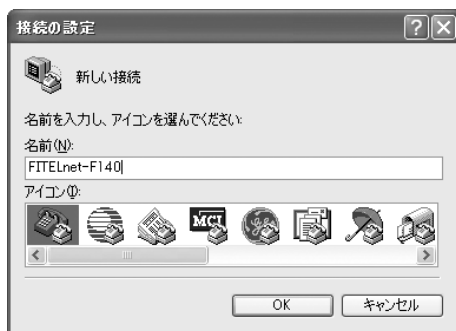 接続の設定
新しい接続
名前を入力し、アイコンを選んでください:
名前(N):
FITELnet-F140
アイコン(I):
MCI
OK
キャンセル